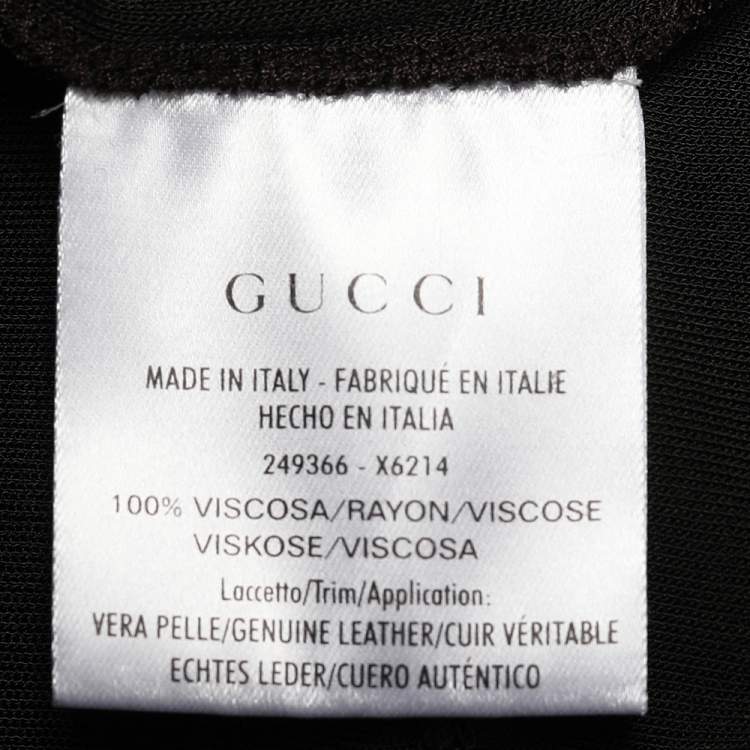 GUCCI
MADE IN ITALY - FABRIQUÉ EN ITALIE
HECHO EN ITALIA
249366 - X6214
100% VISCOSA/RAYON/VISCOSE
VISKOSE/VISCOSA
Laccetto/Trim/Application:
VERA PELLE/GENUINE LEATHER/CUIR VÉRITABLE
ECHTES LEDER/CUERO AUTÉNTICO